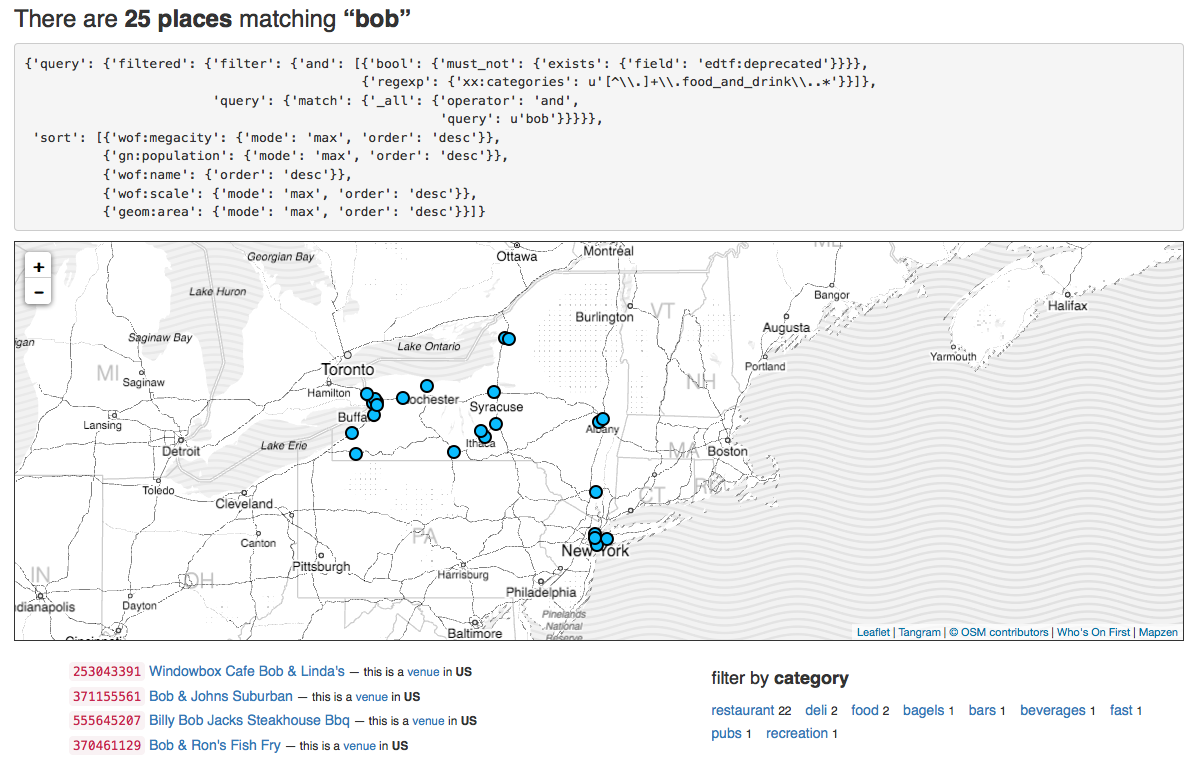 There are 25 places matching “bob”
{'query': {'filtered': {'filter': {'and': [{'bool': {'must_not': {'exists': {'field': 'edtf:deprecated'}}}},
{'regexp': {'xx:categories': u'[^\\.]+\\.food_and_drink\\..*'}}]},
'query': {'match': {'_all': {'operator': 'and',
'query': u'bob'}}}}},
'sort': [{'wof:megacity': {'mode': 'max', 'order': 'desc'}},
{'gn:population': {'mode': 'max', 'order': 'desc'}},
{'wof:name': {'order': 'desc'}},
{'wof:scale': {'mode': 'max', 'order': 'desc'}},
{'geom:area': {'mode': 'max', 'order': 'desc'}}]}
+
−
Georgian Bay
Ottawa
Montréal
Lake Huron
Bangor
Halifax
Burlington
VT
Augusta
Saginaw Bay
Lake Ontario
Yarmouth
Toronto
Portland
MI
Saginaw
Hamilton
NH
ochester
Syracuse
Buffa
Lansing
Albany
Detroit
Lake Erie
Ithaca
MA
Boston
Toledo
CT
RI
Cleveland
Canton
PA
New York
Pittsburgh
Harrisburg
IN
OH
Philadelphia
dianapolis
Dayton
Pinelands
National
Reserve
Baltimore
Leaflet | Tangram | © OSM contributors | Who's On First | Mapzen
253043391 Windowbox Cafe Bob & Linda's — this is a venue in US
371155561 Bob & Johns Suburban — this is a venue in US
555645207 Billy Bob Jacks Steakhouse Bbq — this is a venue in US
370461129 Bob & Ron's Fish Fry — this is a venue in US
filter by category
restaurant 22 deli 2 food 2 bagels 1 bars 1 beverages 1 fast 1
pubs 1 recreation 1